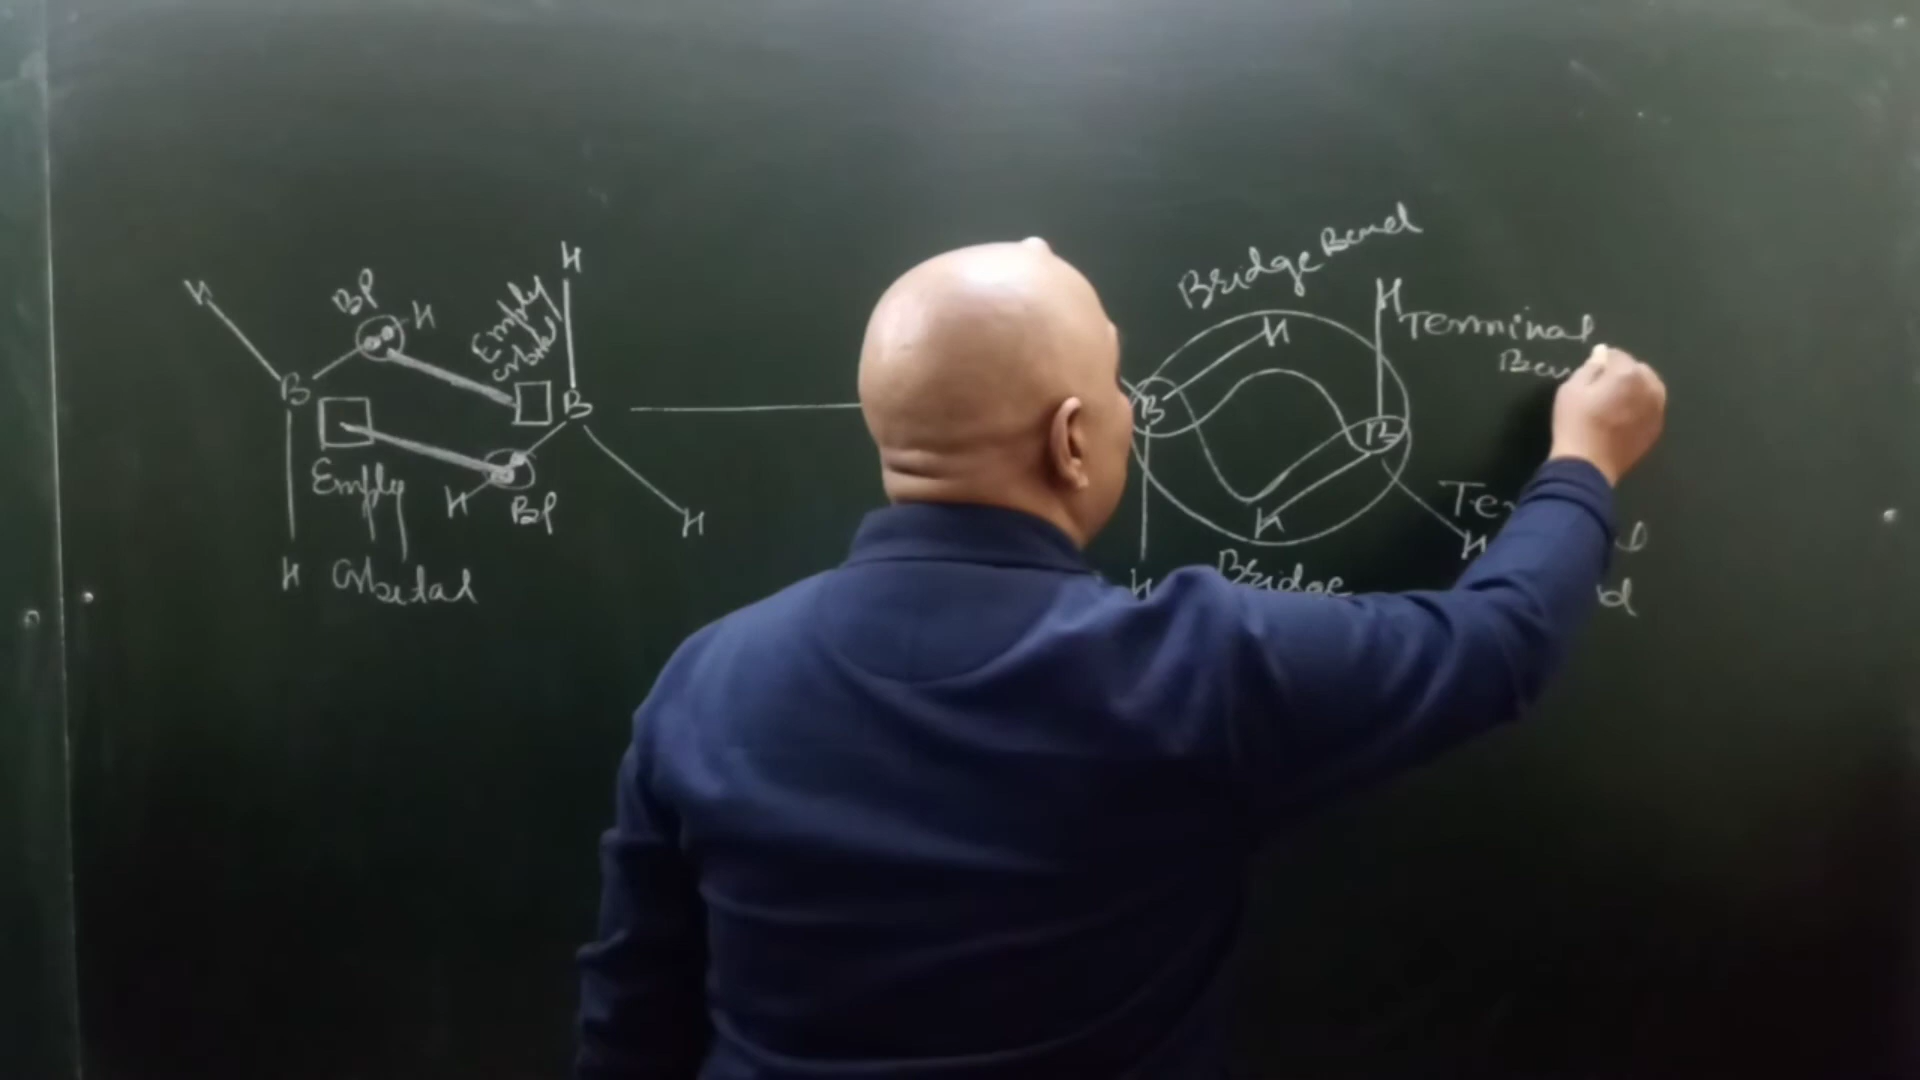 H
BP
H
Empty
orbital
H
B
B
Empty
H
BP
H
H
Orbital
Bridge Bond
H
H
Terminal
B
B
H
H
H
Bridge